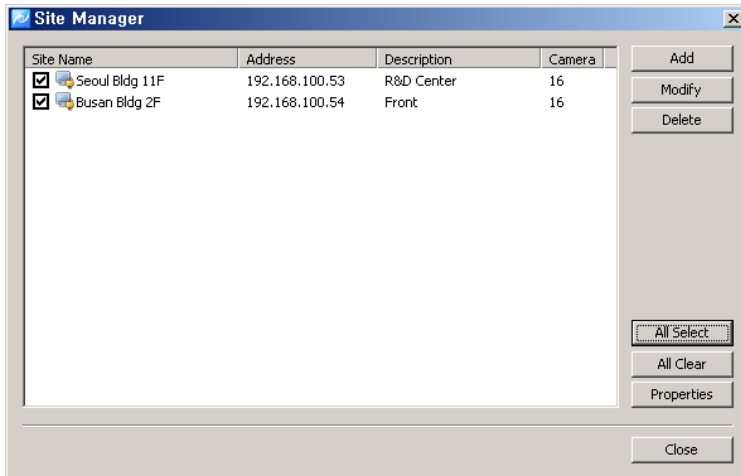 Site Manager
Site Name Address Description Camera
Seoul Bldg 11F 192.168.100.53 R&D Center 16
Busan Bldg 2F 192.168.100.54 Front 16
Add
Modify
Delete
All Select
All Clear
Properties
Close